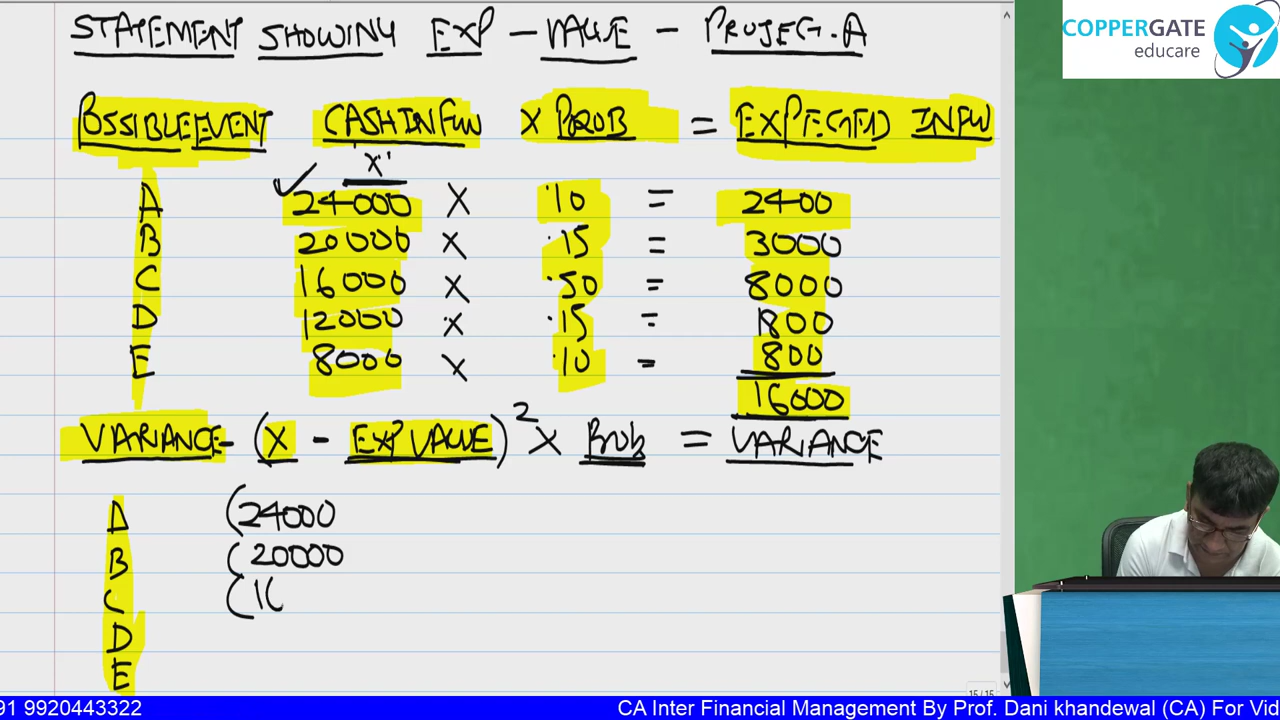 STATEMENT SHOWING EXP - VALUE - PROJECT. A
COPPERGATE
educare
POSSIBLE EVENT CASH INFLOW X PROB = EXPECTED INFLOW
'X'
A 24000 X .10 = 2400
B 20000 X .15 = 3000
C 16000 X .50 = 8000
D 12000 X .15 = 1800
E 8000 X .10 = 800
16000
VARIANCE - (X - EXP VALUE)² X Prob = VARIANCE
A (24000
B (20000
C (16
D
E
15/15
91 9920443322 CA Inter Financial Management By Prof. Dani khandewal (CA) For Vid